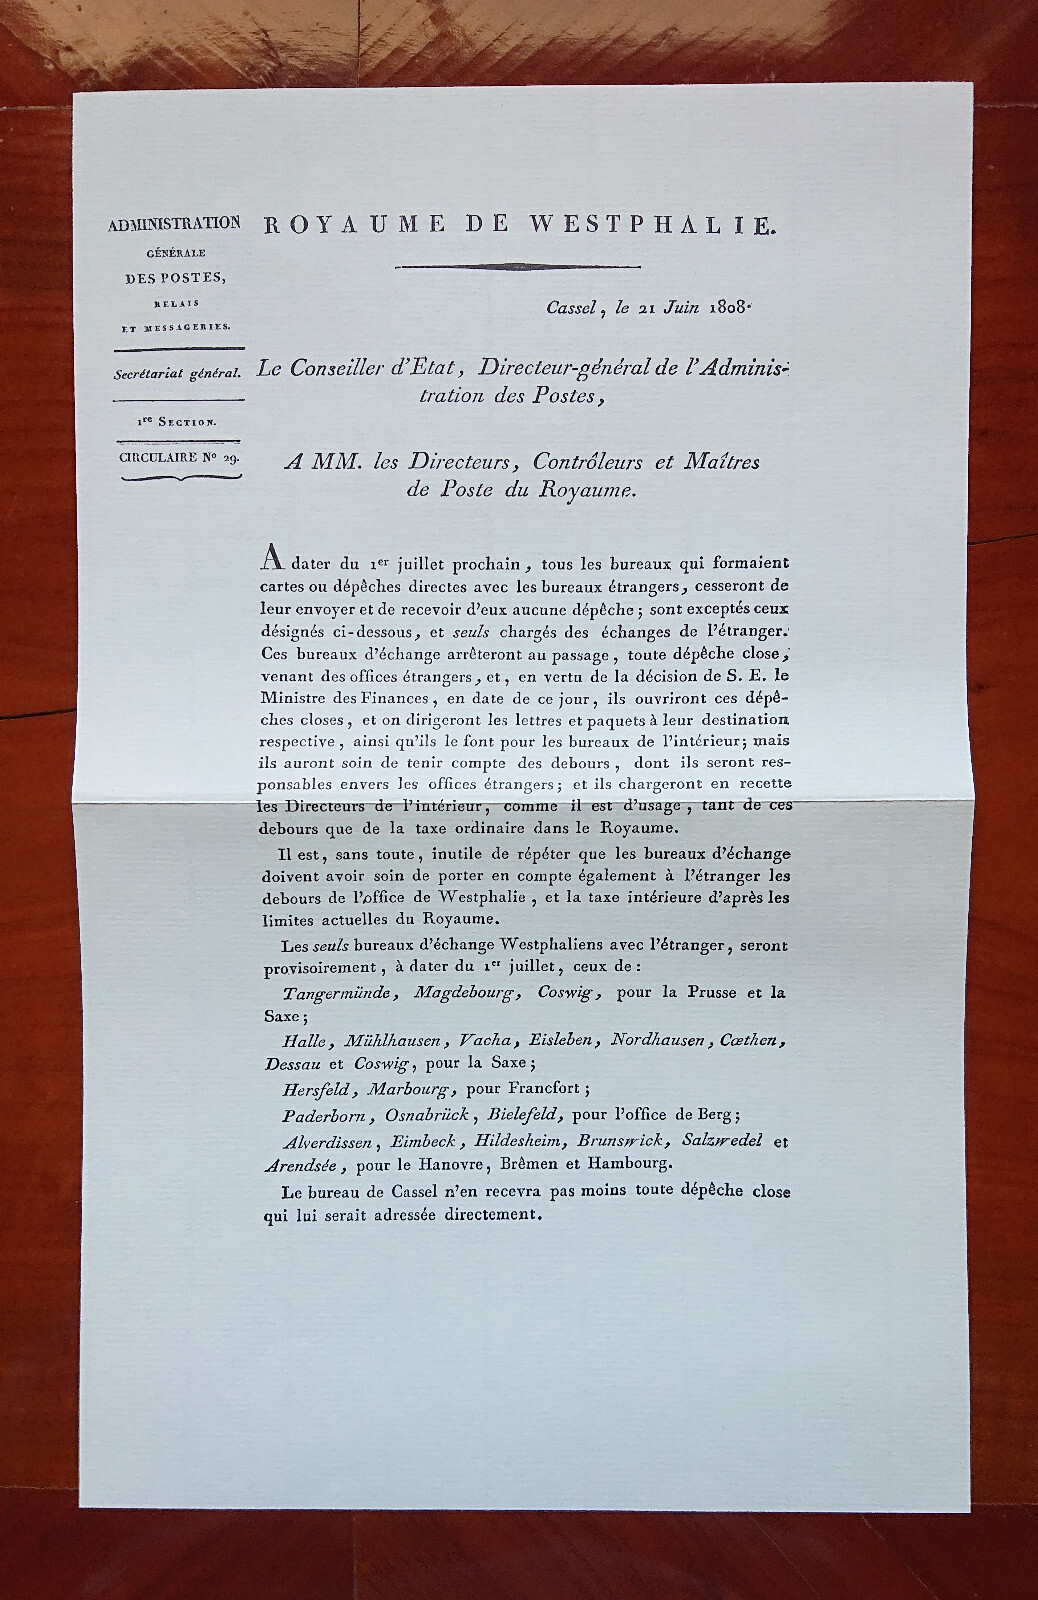 ADMINISTRATION
GÉNÉRALE
DES POSTES,
RELAIS
ET MESSAGERIES.
Secrétariat général.
1re SECTION.
CIRCULAIRE No 29.
ROYAUME DE WESTPHALIE.
Cassel, le 21 Juin 1808.
Le Conseiller d'Etat, Directeur-général de l'Adminis-
tration des Postes,
A MM. les Directeurs, Contrôleurs et Maîtres
de Poste du Royaume.
A dater du 1er juillet prochain, tous les bureaux qui formaient
cartes ou dépêches directes avec les bureaux étrangers, cesseront de
leur envoyer et de recevoir d'eux aucune dépêche; sont exceptés ceux
désignés ci-dessous, et seuls chargés des échanges de l'étranger.
Ces bureaux d'échange arrêteront au passage, toute dépêche close,
venant des offices étrangers, et, en vertu de la décision de S. E. le
Ministre des Finances, en date de ce jour, ils ouvriront ces dépê-
ches closes, et on dirigeront les lettres et paquets à leur destination
respective, ainsi qu'ils le font pour les bureaux de l'intérieur; mais
ils auront soin de tenir compte des debours, dont ils seront res-
ponsables envers les offices étrangers; et ils chargeront en recette
les Directeurs de l'intérieur, comme il est d'usage, tant de ces
debours que de la taxe ordinaire dans le Royaume.
Il est, sans toute, inutile de répéter que les bureaux d'échange
doivent avoir soin de porter en compte également à l'étranger les
debours de l'office de Westphalie, et la taxe intérieure d'après les
limites actuelles du Royaume.
Les seuls bureaux d'échange Westphaliens avec l'étranger, seront
provisoirement, à dater du 1er juillet, ceux de:
Tangermünde, Magdebourg, Coswig, pour la Prusse et la
Saxe;
Halle, Mühlhausen, Vacha, Eisleben, Nordhausen, Cœthen,
Dessau et Coswig, pour la Saxe;
Hersfeld, Marbourg, pour Francfort;
Paderborn, Osnabrück, Bielefeld, pour l'office de Berg;
Alverdissen, Eimbeck, Hildesheim, Brunswick, Salzwedel et
Arendsée, pour le Hanovre, Brêmen et Hambourg.
Le bureau de Cassel n'en recevra pas moins toute dépêche close
qui lui serait adressée directement.